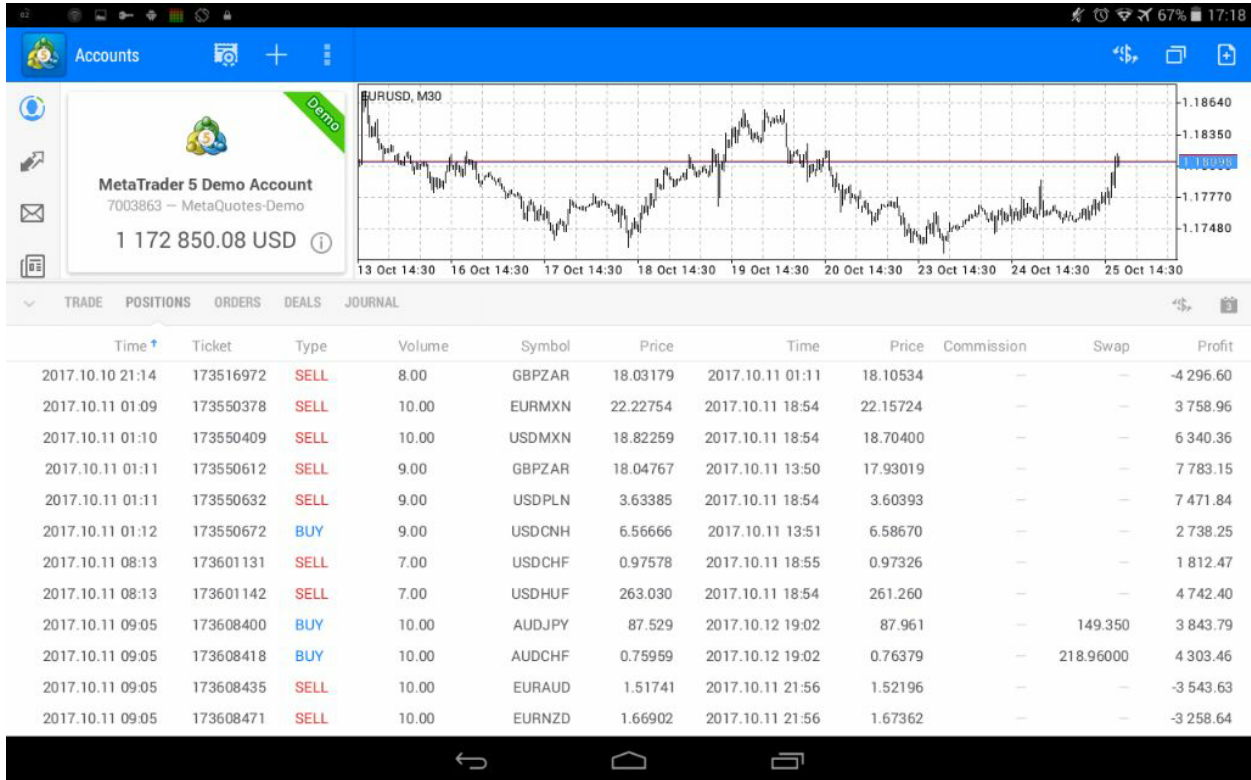 67% 17:18
Accounts
EURUSD, M30
Demo
5
MetaTrader 5 Demo Account
7003863 — MetaQuotes-Demo
1 172 850.08 USD
1.18640
1.18350
1.18098
1.17770
1.17480
13 Oct 14:30 16 Oct 14:30 17 Oct 14:30 18 Oct 14:30 19 Oct 14:30 20 Oct 14:30 23 Oct 14:30 24 Oct 14:30 25 Oct 14:30
TRADE POSITIONS ORDERS DEALS JOURNAL
Time Ticket Type Volume Symbol Price Time Price Commission Swap Profit
2017.10.10 21:14 173516972 SELL 8.00 GBPZAR 18.03179 2017.10.11 01:11 18.10534 — — -4 296.60
2017.10.11 01:09 173550378 SELL 10.00 EURMXN 22.22754 2017.10.11 18:54 22.15724 — — 3 758.96
2017.10.11 01:10 173550409 SELL 10.00 USDMXN 18.82259 2017.10.11 18:54 18.70400 — — 6 340.36
2017.10.11 01:11 173550612 SELL 9.00 GBPZAR 18.04767 2017.10.11 13:50 17.93019 — — 7 783.15
2017.10.11 01:11 173550632 SELL 9.00 USDPLN 3.63385 2017.10.11 18:54 3.60393 — — 7 471.84
2017.10.11 01:12 173550672 BUY 9.00 USDCNH 6.56666 2017.10.11 13:51 6.58670 — — 2 738.25
2017.10.11 08:13 173601131 SELL 7.00 USDCHF 0.97578 2017.10.11 18:55 0.97326 — — 1 812.47
2017.10.11 08:13 173601142 SELL 7.00 USDHUF 263.030 2017.10.11 18:54 261.260 — — 4 742.40
2017.10.11 09:05 173608400 BUY 10.00 AUDJPY 87.529 2017.10.12 19:02 87.961 — 149.350 3 843.79
2017.10.11 09:05 173608418 BUY 10.00 AUDCHF 0.75959 2017.10.12 19:02 0.76379 — 218.96000 4 303.46
2017.10.11 09:05 173608435 SELL 10.00 EURAUD 1.51741 2017.10.11 21:56 1.52196 — — -3 543.63
2017.10.11 09:05 173608471 SELL 10.00 EURNZD 1.66902 2017.10.11 21:56 1.67362 — — -3 258.64